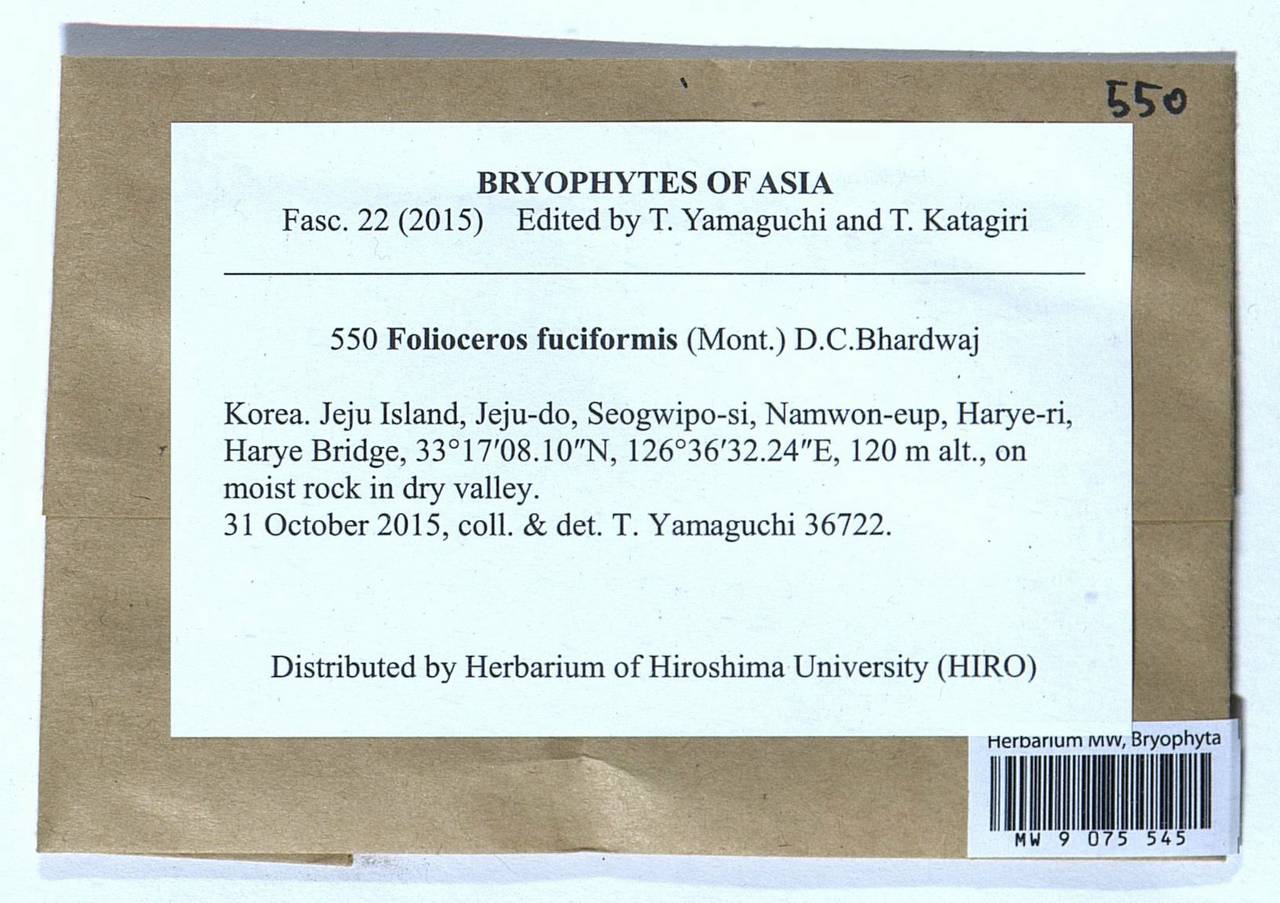 550
BRYOPHYTES OF ASIA
Fasc. 22 (2015) Edited by T. Yamaguchi and T. Katagiri
550 Folioceros fuciformis (Mont.) D.C.Bhardwaj
Korea. Jeju Island, Jeju-do, Seogwipo-si, Namwon-eup, Harye-ri,
Harye Bridge, 33°17′08.10″N, 126°36′32.24″E, 120 m alt., on
moist rock in dry valley.
31 October 2015, coll. & det. T. Yamaguchi 36722.
Distributed by Herbarium of Hiroshima University (HIRO)
Herbarium MW, Bryophyta
MW 9 075 545